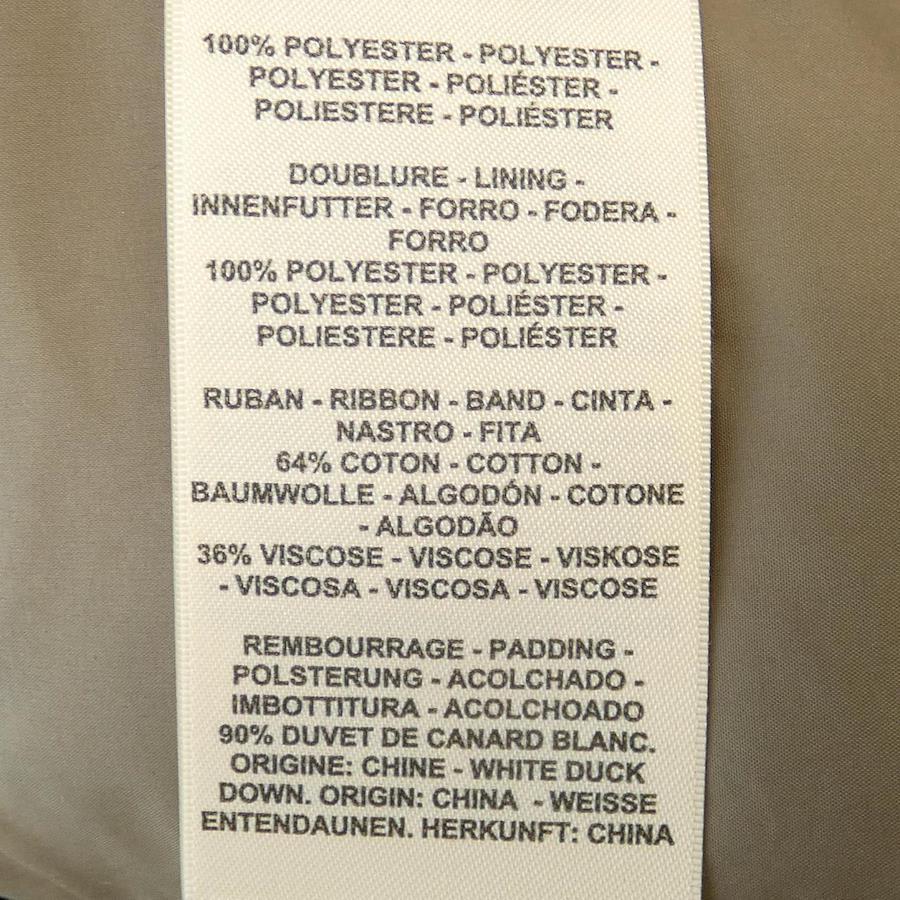 100% POLYESTER - POLYESTER -
POLYESTER - POLIÉSTER -
POLIESTERE - POLIÉSTER
DOUBLURE - LINING -
INNENFUTTER - FORRO - FODERA -
FORRO
100% POLYESTER - POLYESTER -
POLYESTER - POLIÉSTER -
POLIESTERE - POLIÉSTER
RUBAN - RIBBON - BAND - CINTA -
NASTRO - FITA
64% COTON - COTTON -
BAUMWOLLE - ALGODÓN - COTONE
- ALGODÃO
36% VISCOSE - VISCOSE - VISKOSE
- VISCOSA - VISCOSA - VISCOSE
REMBOURRAGE - PADDING -
POLSTERUNG - ACOLCHADO -
IMBOTTITURA - ACOLCHOADO
90% DUVET DE CANARD BLANC.
ORIGINE: CHINE - WHITE DUCK
DOWN. ORIGIN: CHINA - WEISSE
ENTENDAUNEN. HERKUNFT: CHINA